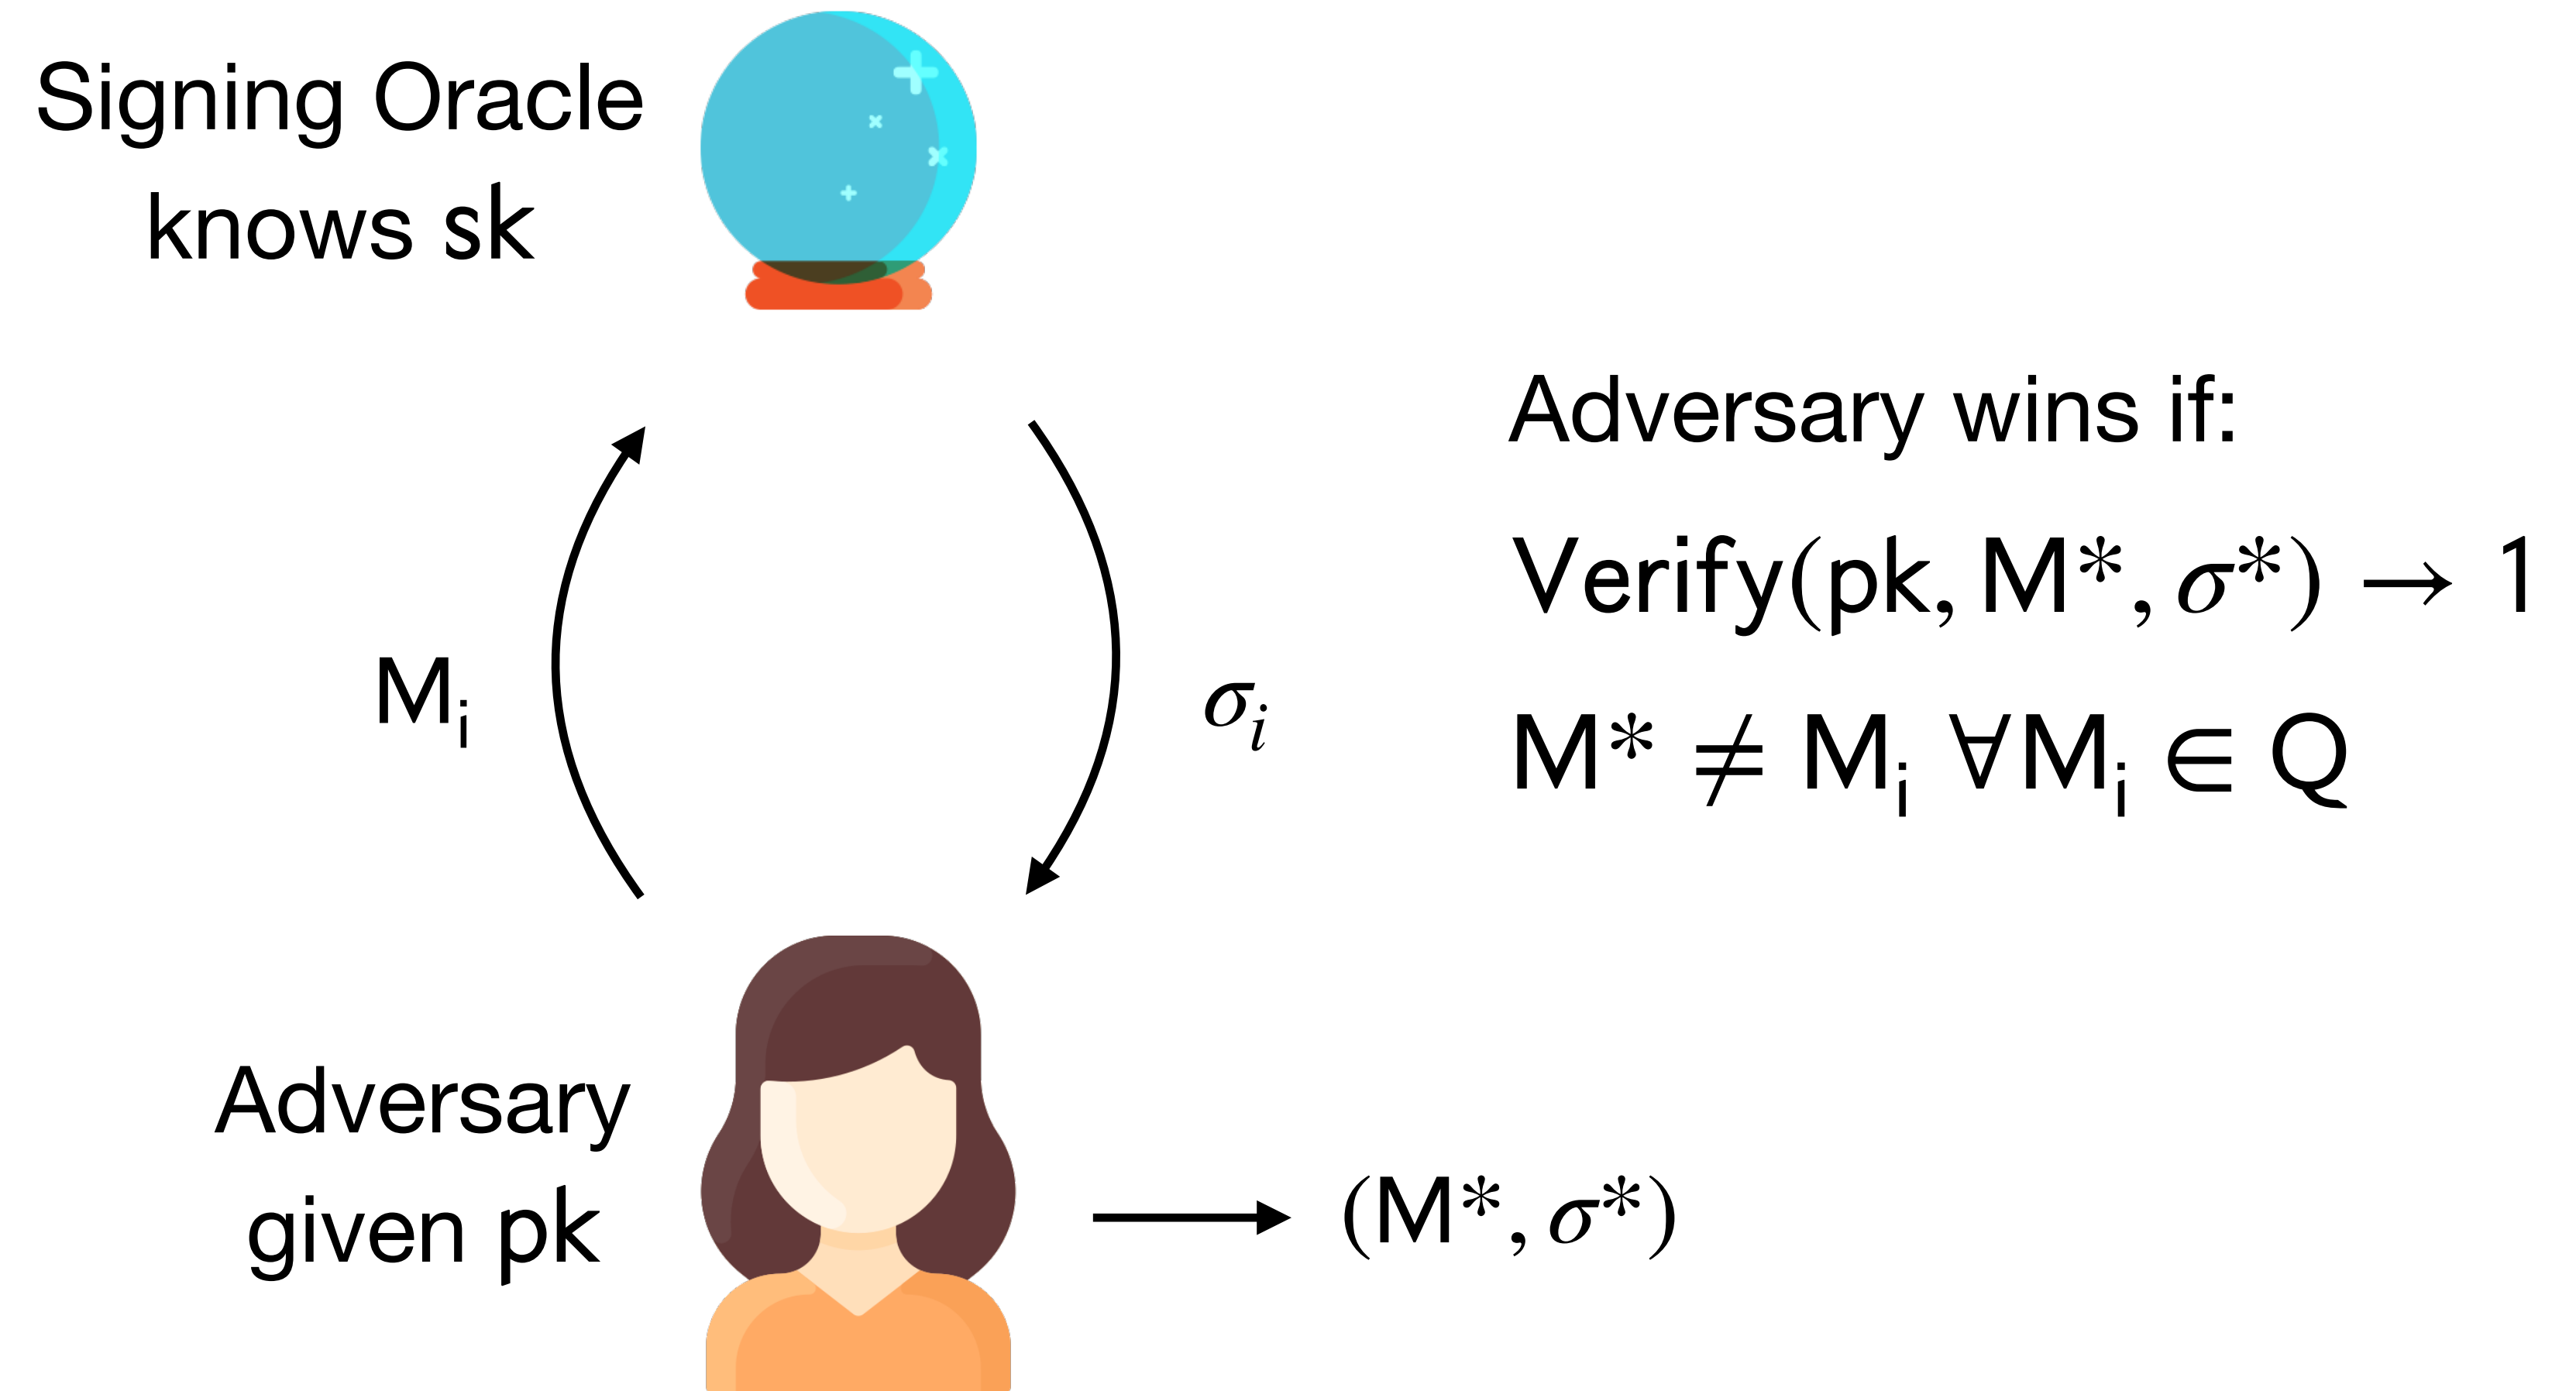 Signing Oracle
knows sk
Adversary wins if:
Verify(pk, M*, σ*) → 1
M* ≠ Mᵢ ∀Mᵢ ∈ Q
Mᵢ
σᵢ
Adversary
given pk
(M*, σ*)